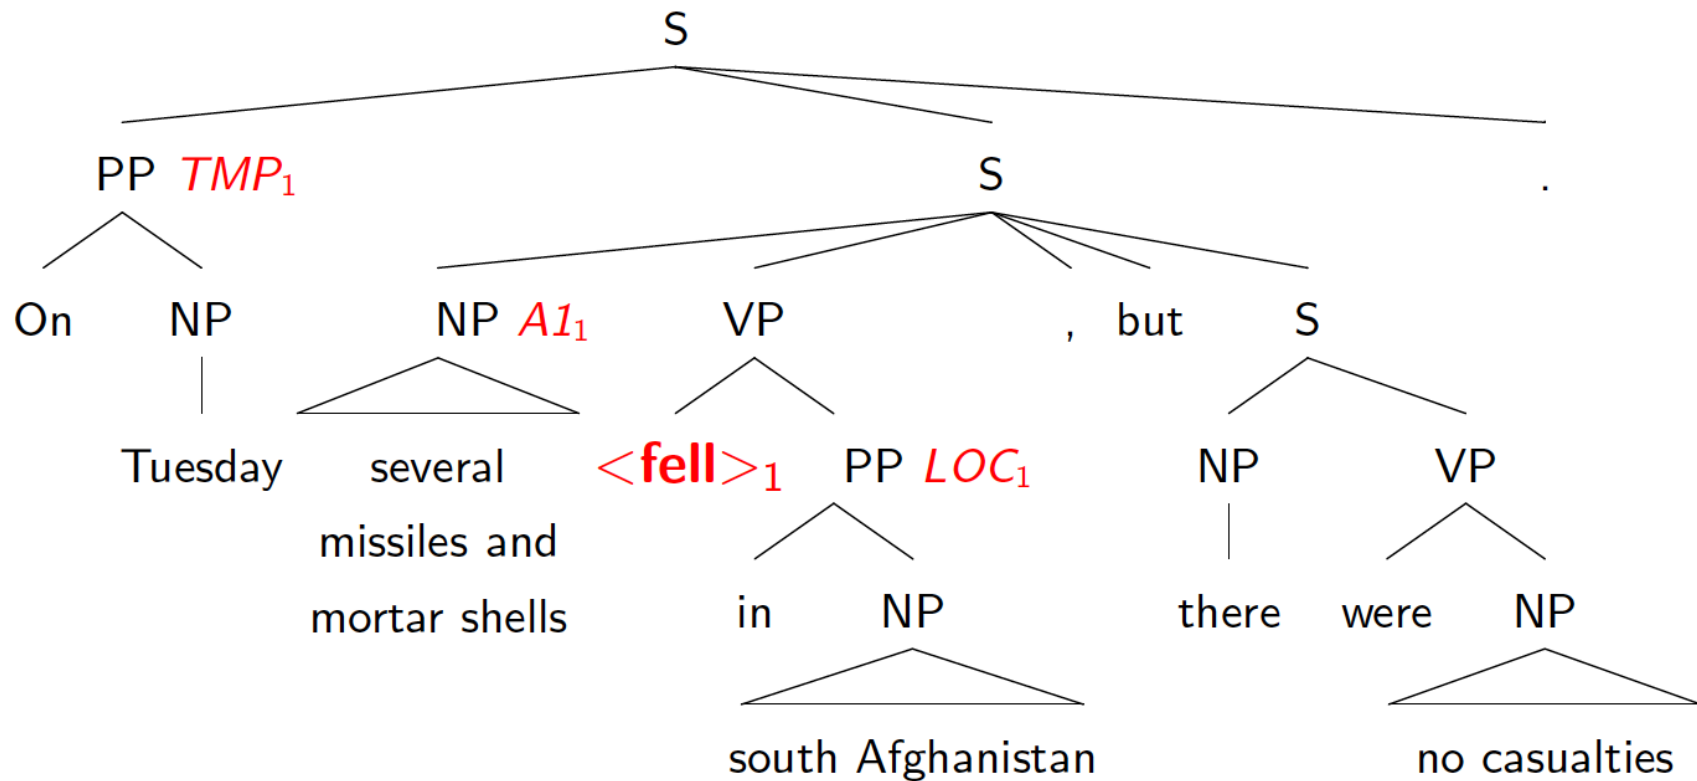 S
PP TMP₁ S .
On NP NP A1₁ VP , but S
Tuesday several <fell>₁ PP LOC₁ NP VP
missiles and
in NP there were NP
mortar shells
south Afghanistan no casualties